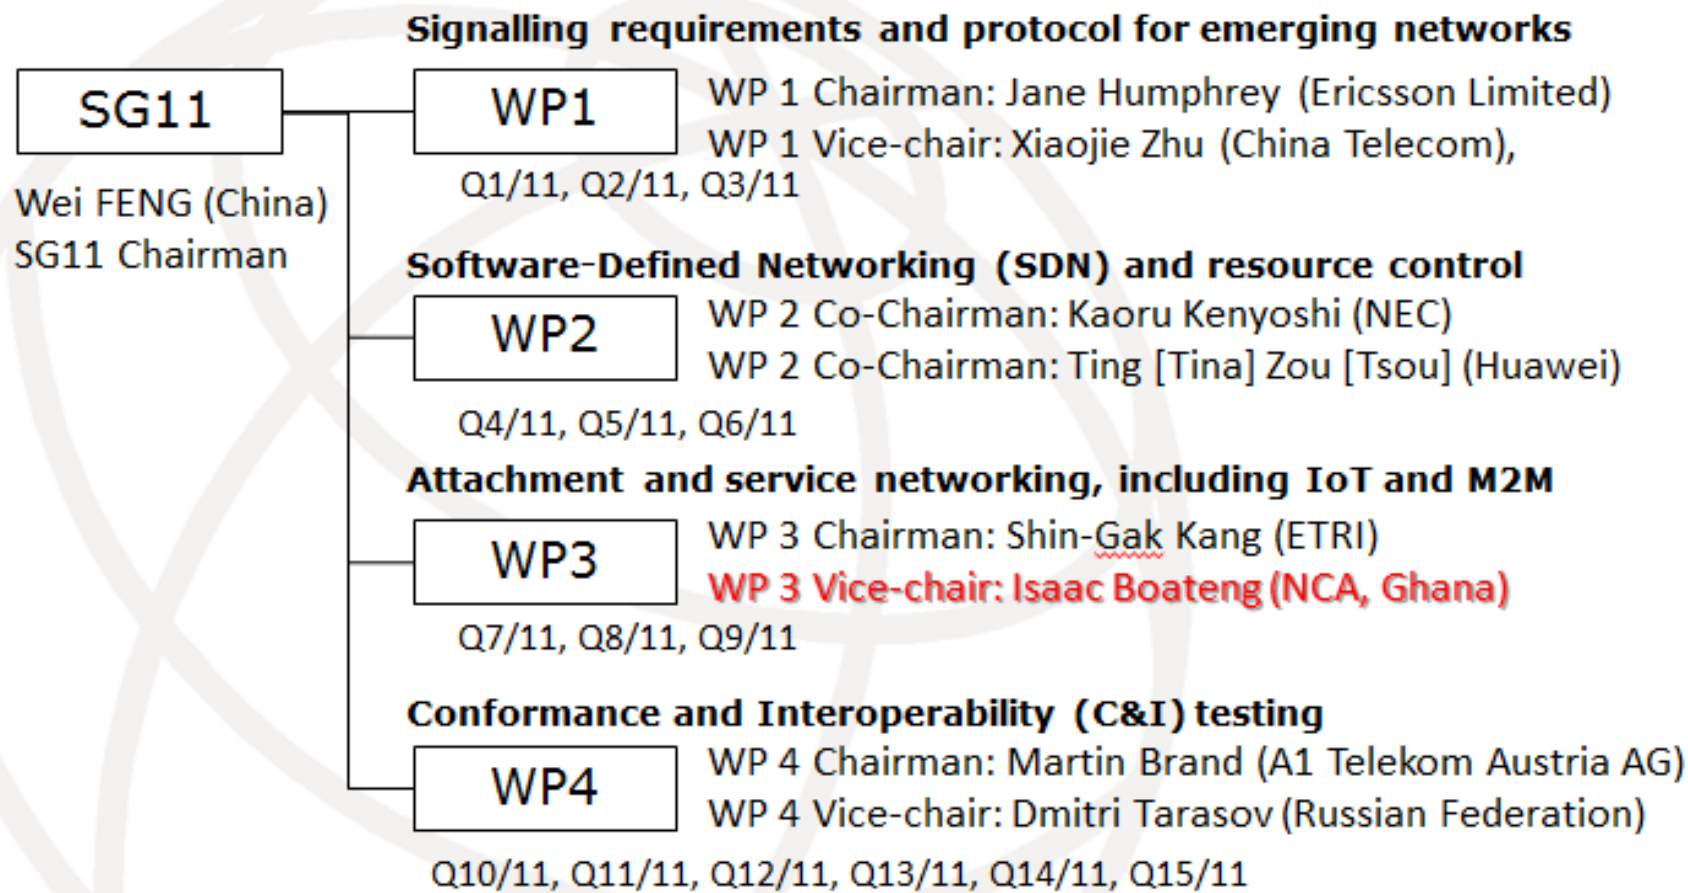 Signalling requirements and protocol for emerging networks
SG11
Wei FENG (China)
SG11 Chairman
WP1
WP 1 Chairman: Jane Humphrey (Ericsson Limited)
WP 1 Vice-chair: Xiaojie Zhu (China Telecom),
Q1/11, Q2/11, Q3/11
Software-Defined Networking (SDN) and resource control
WP2
WP 2 Co-Chairman: Kaoru Kenyoshi (NEC)
WP 2 Co-Chairman: Ting [Tina] Zou [Tsou] (Huawei)
Q4/11, Q5/11, Q6/11
Attachment and service networking, including IoT and M2M
WP3
WP 3 Chairman: Shin-Gak Kang (ETRI)
WP 3 Vice-chair: Isaac Boateng (NCA, Ghana)
Q7/11, Q8/11, Q9/11
Conformance and Interoperability (C&I) testing
WP4
WP 4 Chairman: Martin Brand (A1 Telekom Austria AG)
WP 4 Vice-chair: Dmitri Tarasov (Russian Federation)
Q10/11, Q11/11, Q12/11, Q13/11, Q14/11, Q15/11